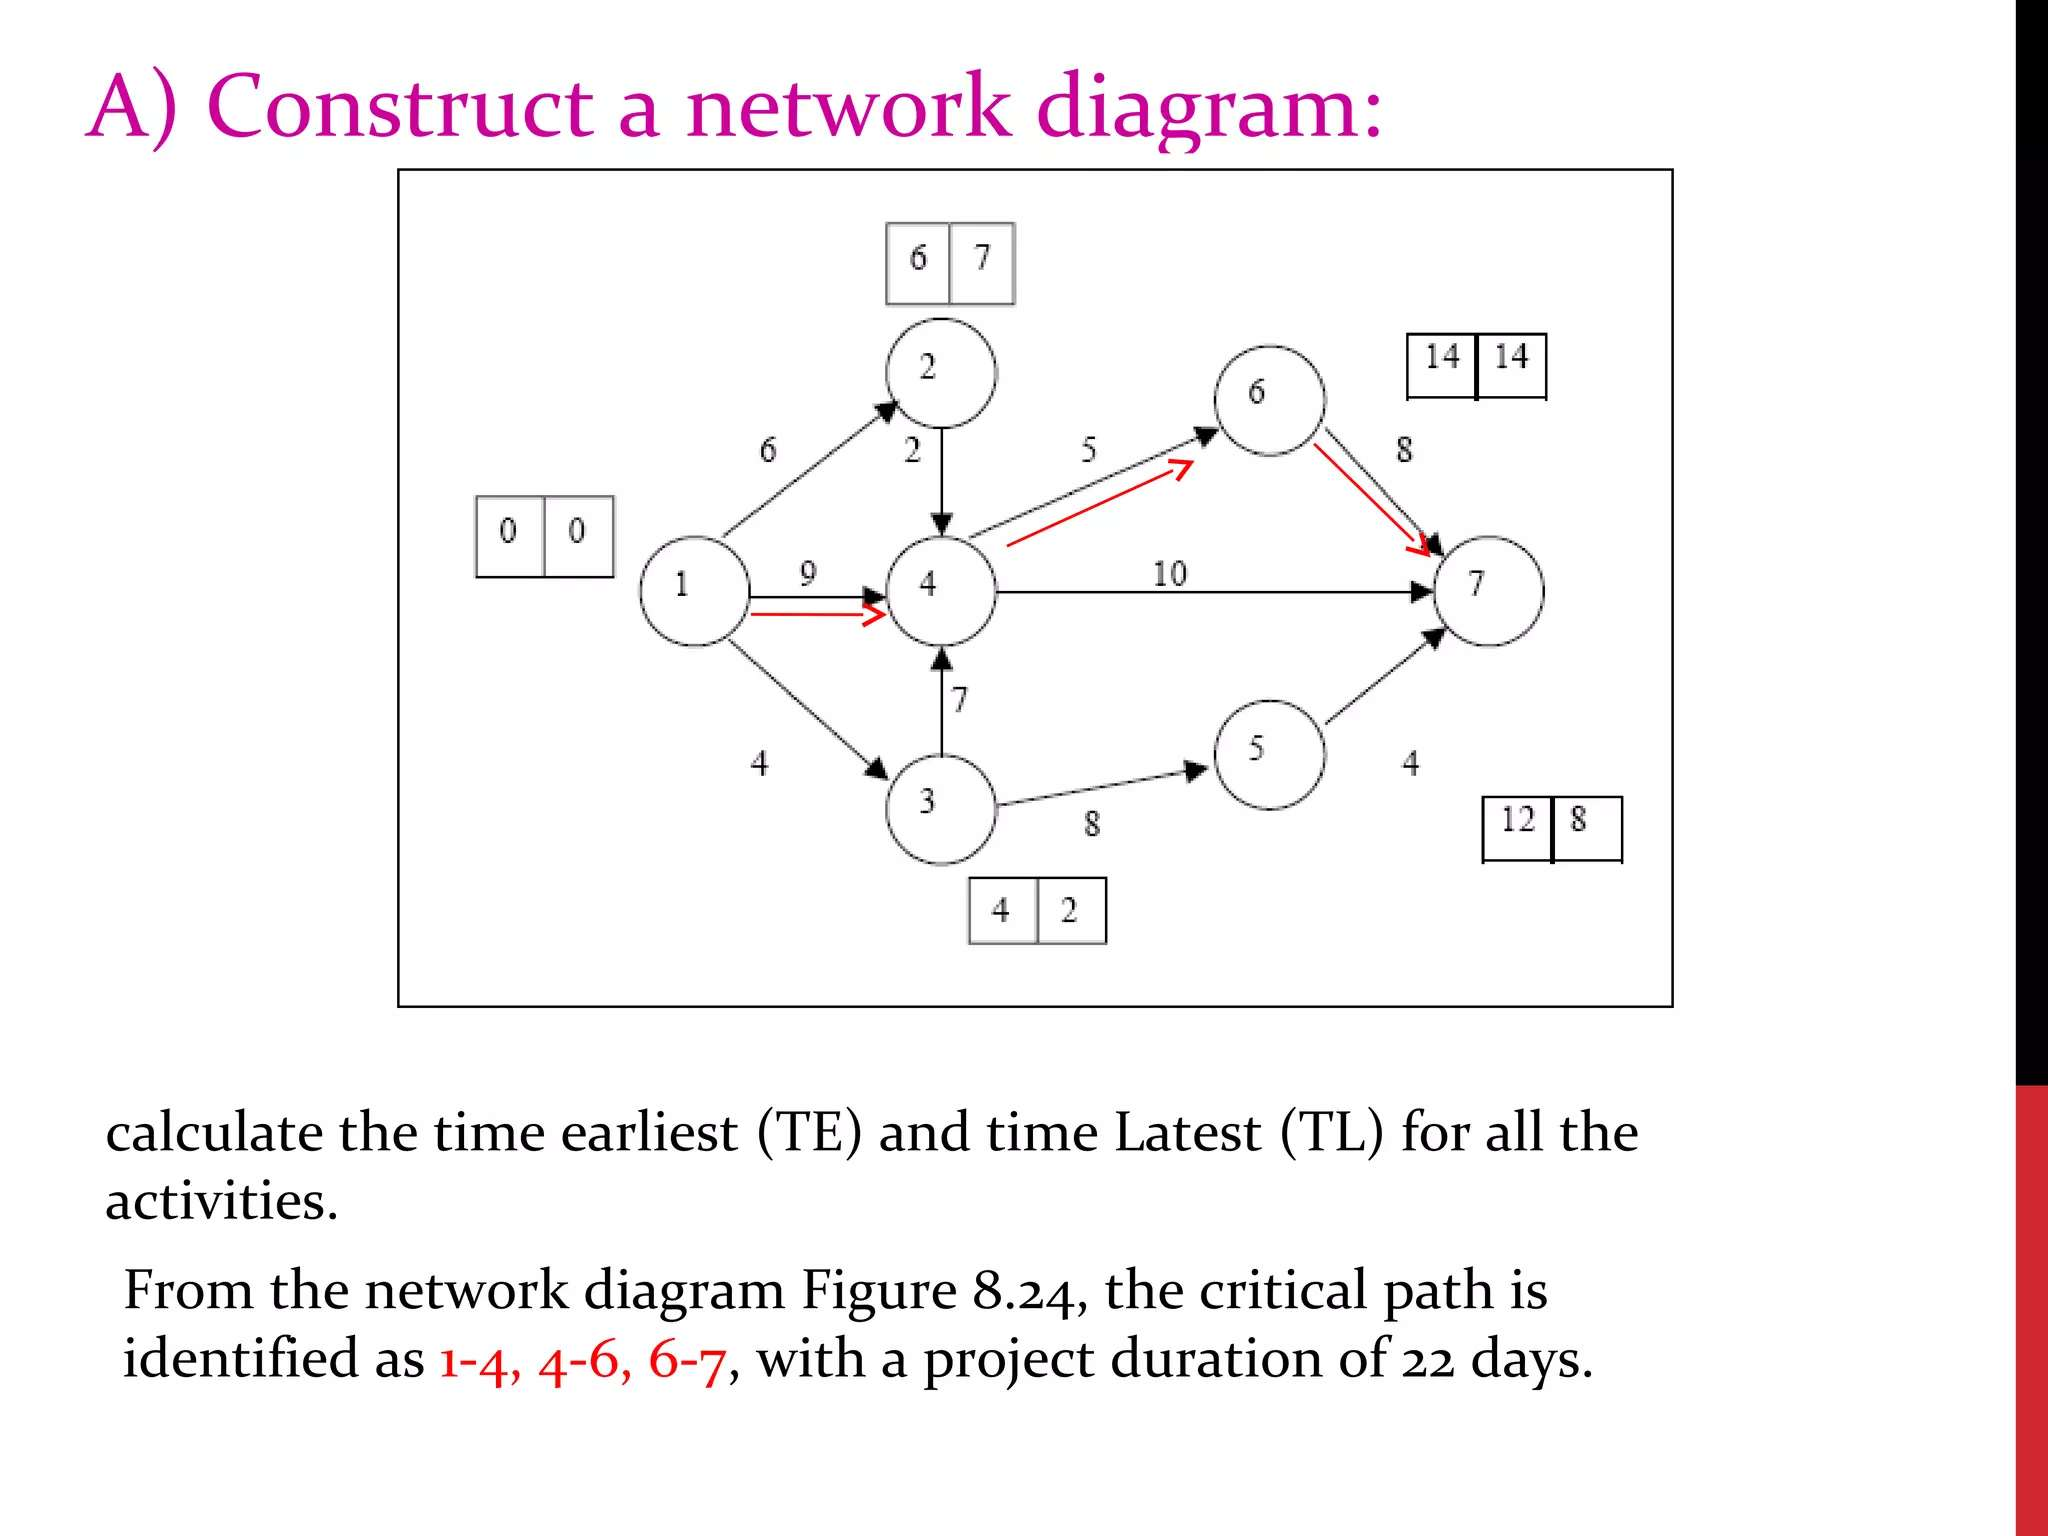 A) Construct a network diagram:
6 7
2
14 14
6
6 2 5 8
0 0
1 9 4 10 7
7
5
4 3 8 4
12 8
4 2
calculate the time earliest (TE) and time Latest (TL) for all the
activities.
From the network diagram Figure 8.24, the critical path is
identified as 1-4, 4-6, 6-7, with a project duration of 22 days.